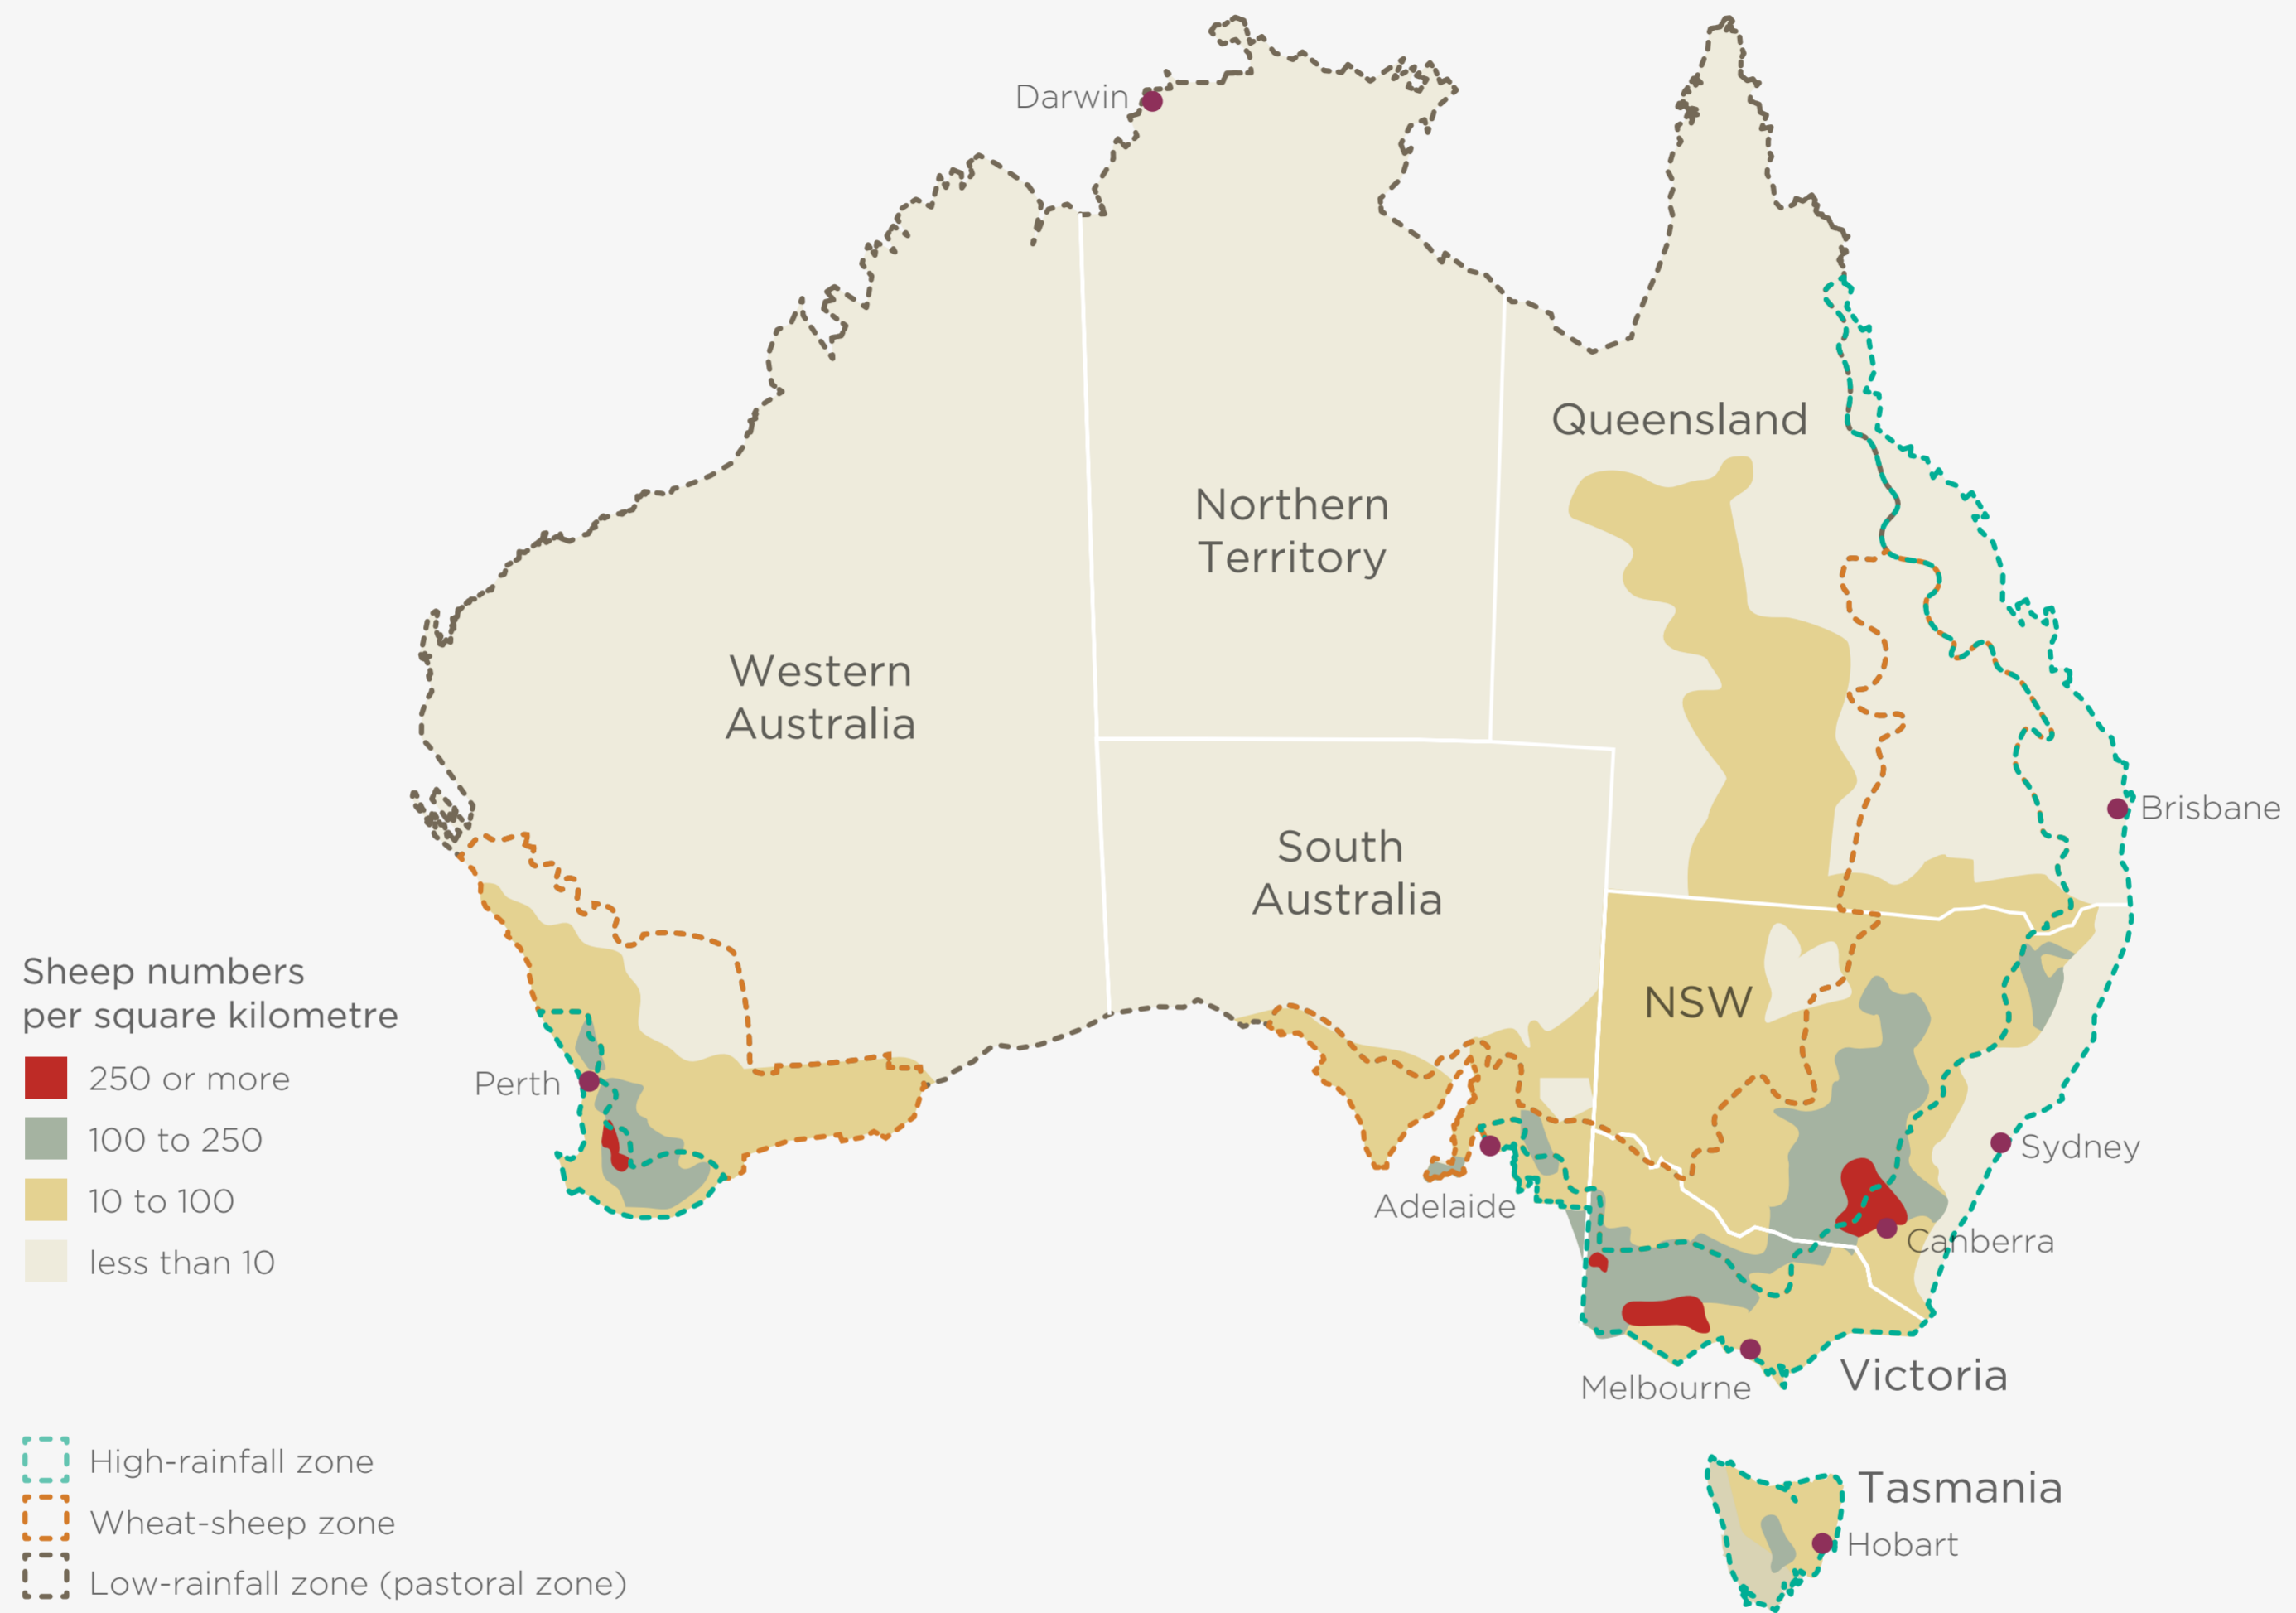 Darwin
Queensland
Northern
Territory
Western
Australia
Brisbane
South
Australia
NSW
Sheep numbers
per square kilometre
250 or more
100 to 250
10 to 100
less than 10
Perth
Sydney
Adelaide
Canberra
Melbourne
Victoria
High-rainfall zone
Wheat-sheep zone
Low-rainfall zone (pastoral zone)
Tasmania
Hobart